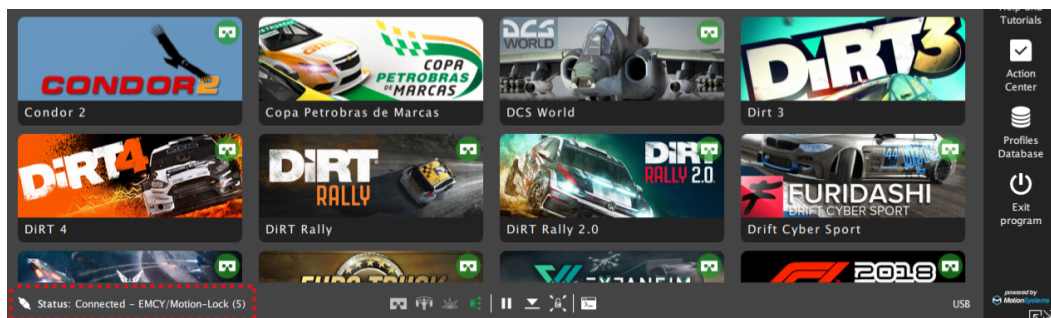 Help and
Tutorials
CONDOR2
Condor 2
COPA
PETROBRAS
DE MARCAS
Copa Petrobras de Marcas
DCS
WORLD
DCS World
DiRT3
Dirt 3
Action
Center
Profiles
Database
Exit
program
DiRT4
DiRT 4
DiRT
RALLY
DiRT Rally
DiRT
RALLY 2.0
DiRT Rally 2.0
FURIDASHI
DRIFT CYBER SPORT
Drift Cyber Sport
EURO TRUCK
F1 2018
Status: Connected - EMCY/Motion-Lock (5)
USB
powered by
MotionSystems